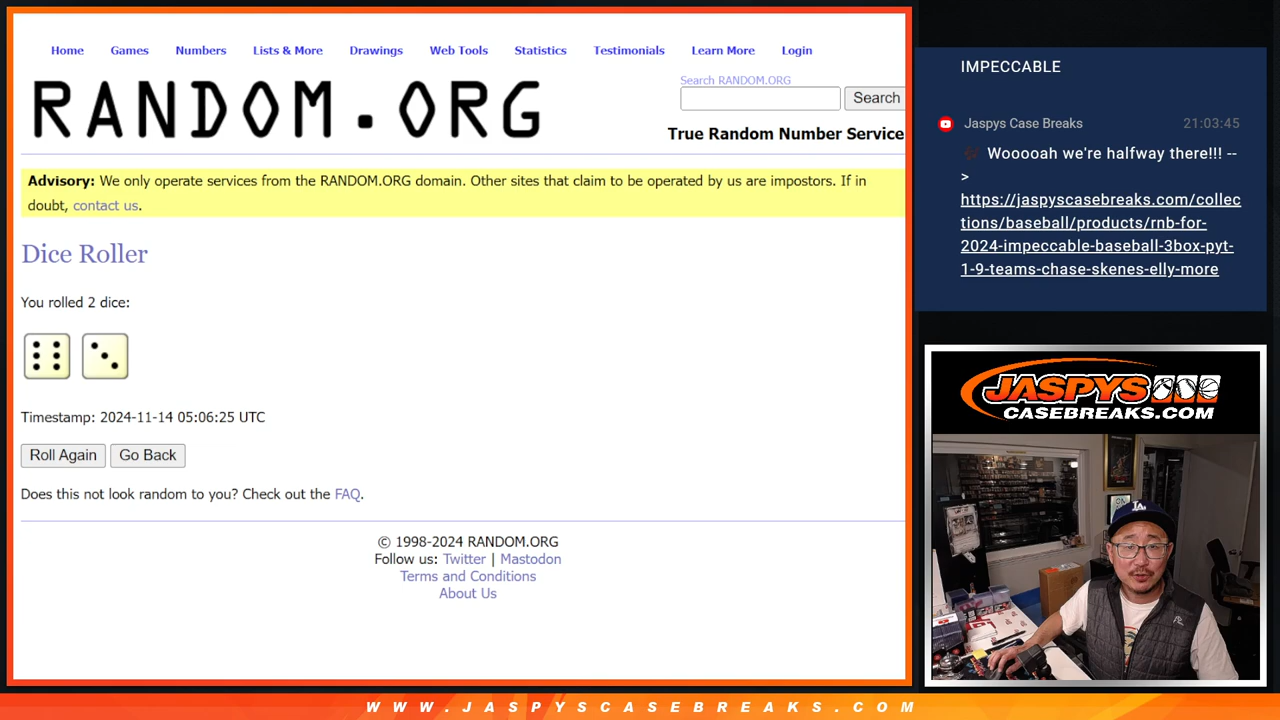 Home Games Numbers Lists & More Drawings Web Tools Statistics Testimonials Learn More Login
RANDOM.ORG
Search RANDOM.ORG
Search
True Random Number Service
Advisory: We only operate services from the RANDOM.ORG domain. Other sites that claim to be operated by us are impostors. If in
doubt, contact us.
Dice Roller
You rolled 2 dice:
Timestamp: 2024-11-14 05:06:25 UTC
Roll Again Go Back
Does this not look random to you? Check out the FAQ.
© 1998-2024 RANDOM.ORG
Follow us: Twitter | Mastodon
Terms and Conditions
About Us
IMPECCABLE
Jaspys Case Breaks 21:03:45
Wooooah we're halfway there!!! --
>
https://jaspyscasebreaks.com/collec
tions/baseball/products/rnb-for-
2024-impeccable-baseball-3box-pyt-
1-9-teams-chase-skenes-elly-more
JASPYS
CASEBREAKS.COM
WWW.JASPYSCASEBREAKS.COM